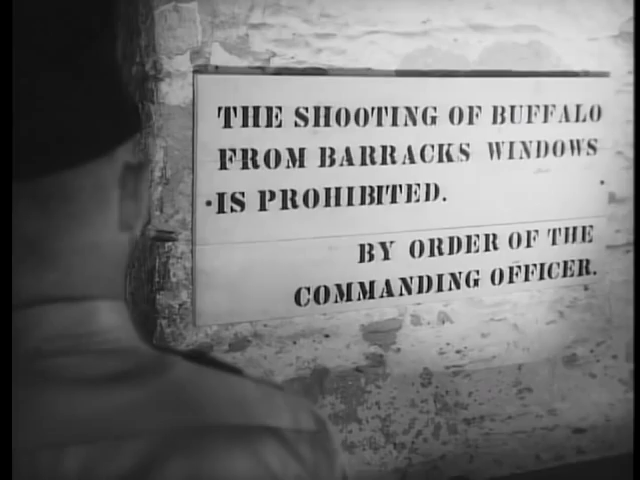 THE SHOOTING OF BUFFALO
FROM BARRACKS WINDOWS
IS PROHIBITED.
BY ORDER OF THE
COMMANDING OFFICER.